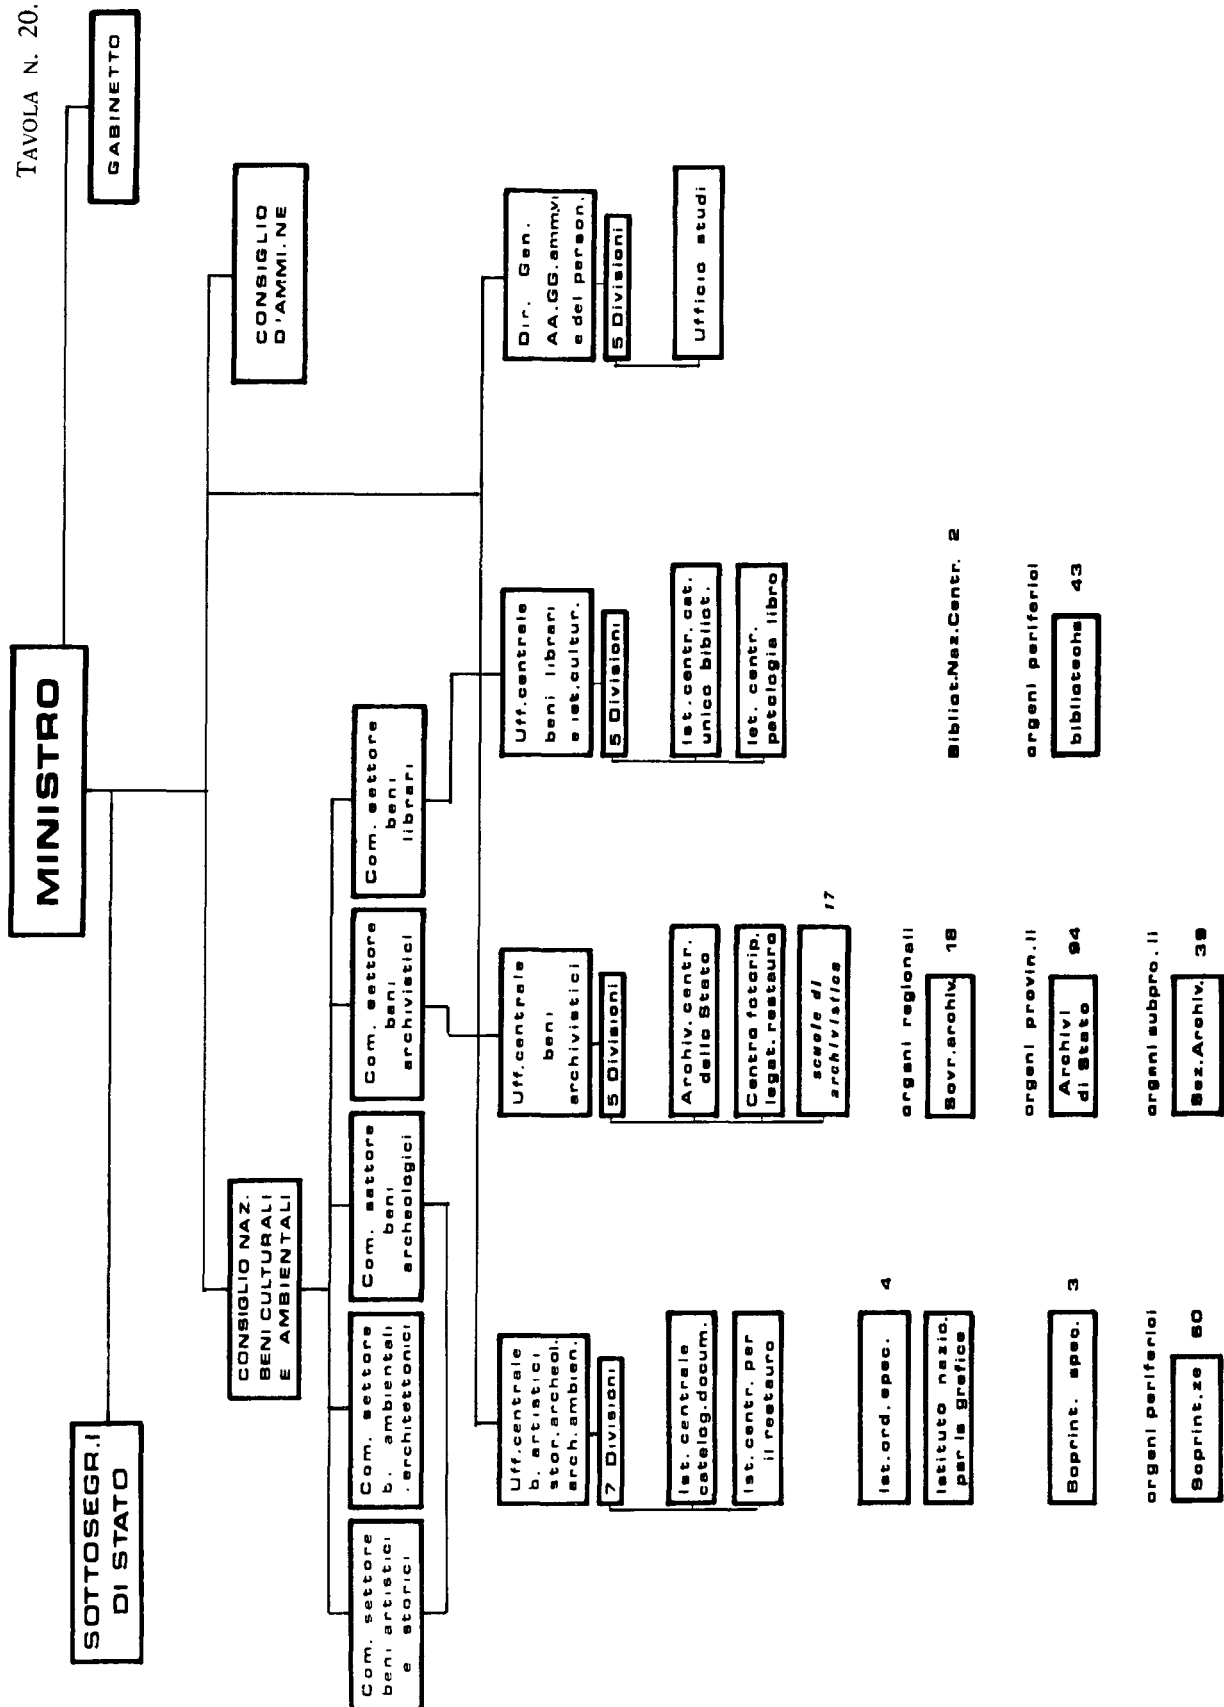 TAVOLA N. 20.
MINISTRO
GABINETTO
SOTTOSEGR.I
DI STATO
CONSIGLIO NAZ.
BENI CULTURALI
E AMBIENTALI
CONSIGLIO
D'AMMI.NE
Com. settore
beni artistici
e storici
Com. settore
b. ambientali
.architettonici
Com. settore
beni
archeologici
Com. settore
beni
archivistici
Com. settore
beni
librari
Uff.centrale
b. artistici
stor.archeol.
arch.ambien.
7 Divisioni
Uff.centrale
beni
archivistici
5 Divisioni
Uff.centrale
beni librari
e ist.cultur.
5 Divisioni
Dir. Gen.
AA.GG.amm.vi
e del person.
5 Divisioni
Ist. centrale
catalog.docum.
Ist. centr. per
il restauro
Archiv. centr.
dello Stato
Centro fotorip.
legat. restauro
scuole di
archivistica
17
Ist. centr. cat.
unico bibliot.
Ist. centr.
patologia libro
Ufficio studi
Ist. ord. spec.
4
Istituto nazio.
per la grafica
organi regionali
Sovr.archiv.
18
Bibliot.Naz.Centr. 2
Soprint. spec.
3
organi provin.li
Archivi
di Stato
94
organi periferici
biblioteche
43
organi periferici
Soprint.ze
60
organi subpro.li
Sez.Archiv.
39